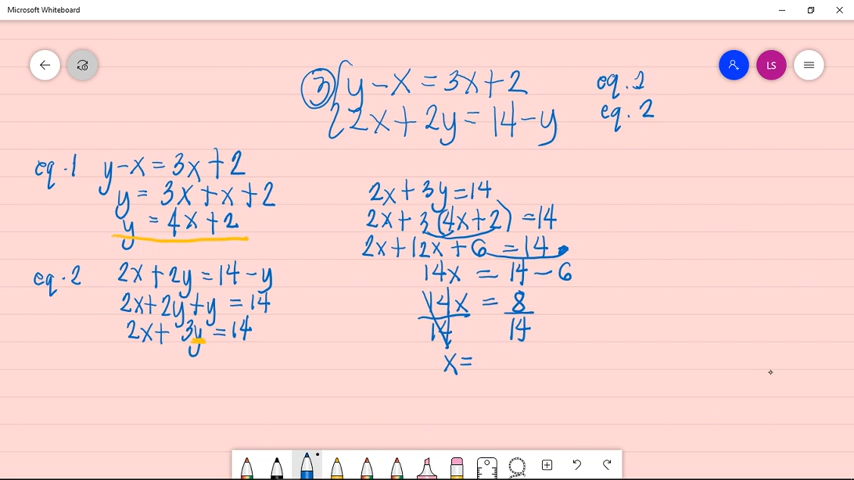 Microsoft Whiteboard
LS
③ y-x=3x+2 eq.1
2x+2y=14-y eq.2
eq.1 y-x=3x+2
y=3x+x+2
y=4x+2
eq.2 2x+2y=14-y
2x+2y+y=14
2x+3y=14
2x+3y=14
2x+3(4x+2)=14
2x+12x+6=14
14x=14-6
14x = 8
14 14
x=